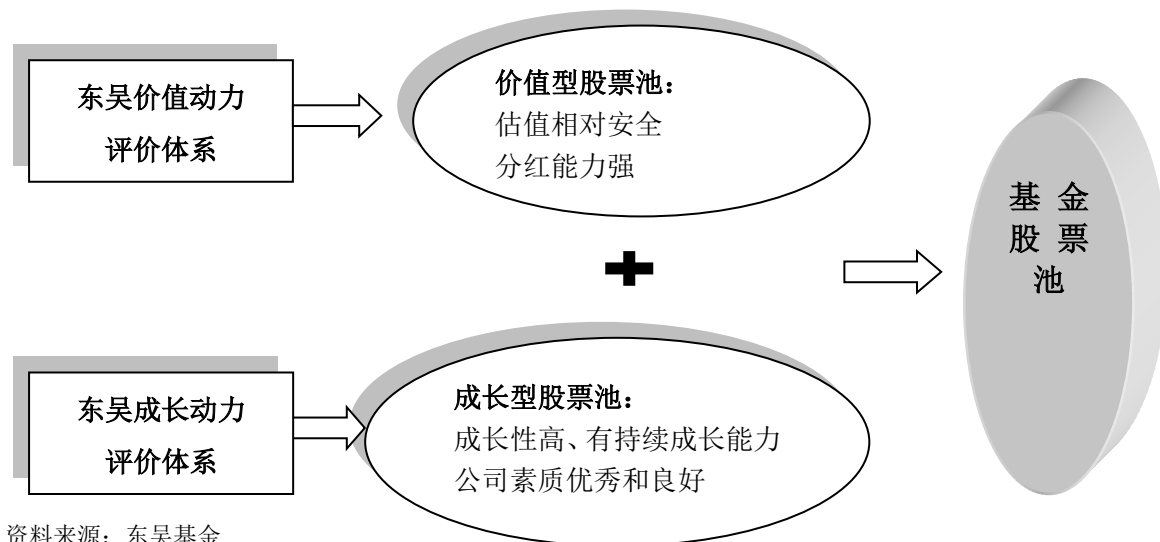 东吴价值动力
评价体系
价值型股票池：
估值相对安全
分红能力强
基 金
股 票
池
东吴成长动力
评价体系
成长型股票池：
成长性高、有持续成长能力
公司素质优秀和良好
资料来源：东吴基金